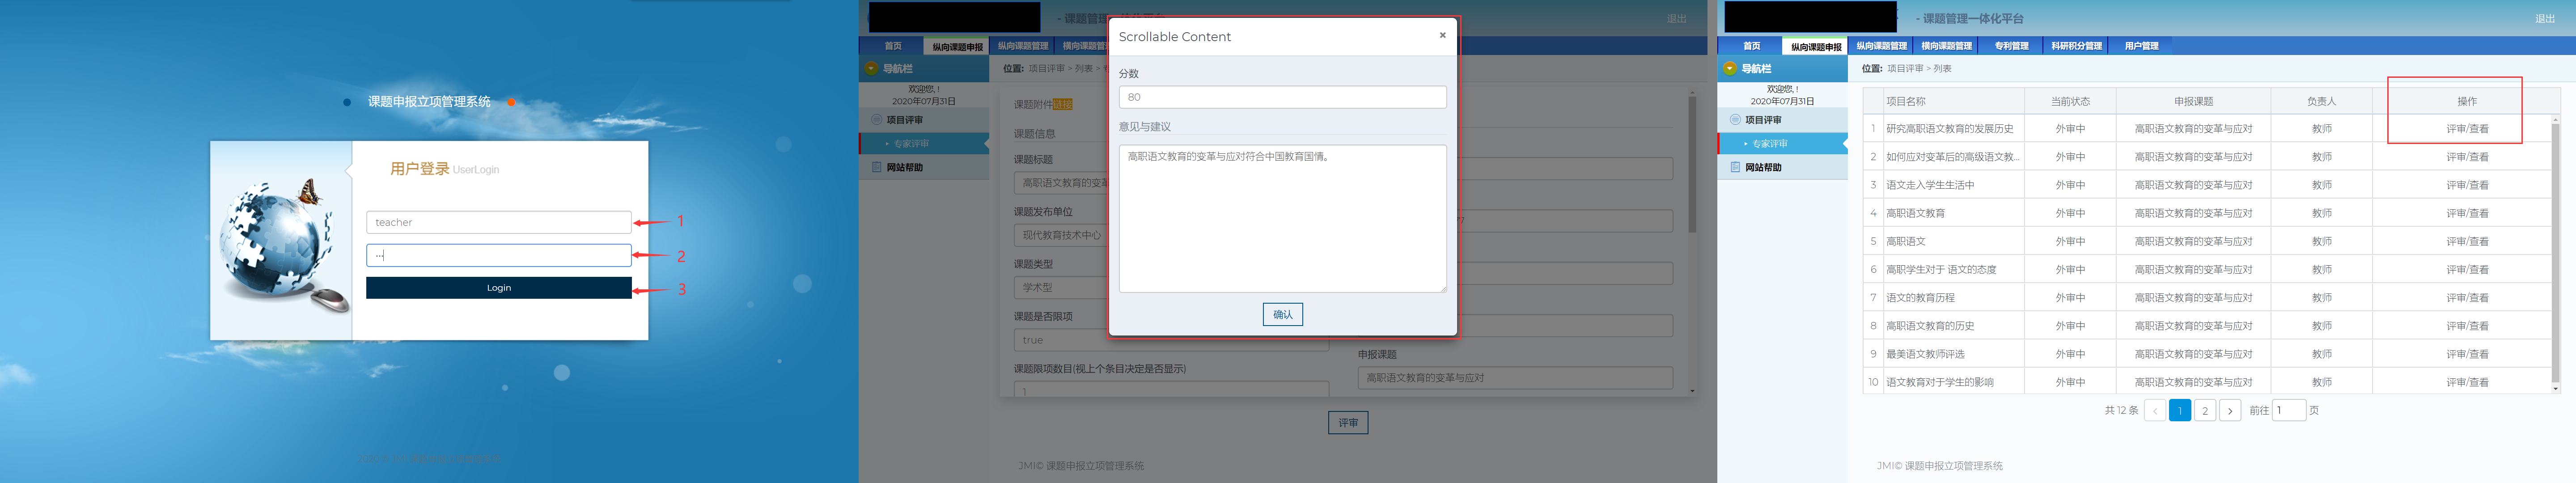 课题申报立项管理系统
用户登录 UserLogin
teacher
1
2
Login
3
- 课题管理一体化平台
退出
首页
纵向课题申报
纵向课题管理
横向课题管理
导航栏
位置: 项目评审 > 列表 >
欢迎您, !
2020年07月31日
项目评审
专家评审
网站帮助
课题附件
课题信息
课题标题
高职语文教育的变革
课题发布单位
现代教育技术中心
课题类型
学术型
课题是否限项
true
课题限项数目(视上个条目决定是否显示)
1
申报课题
高职语文教育的变革与应对
评审
JMI© 课题申报立项管理系统
Scrollable Content
×
分数
80
意见与建议
高职语文教育的变革与应对符合中国教育国情。
确认
- 课题管理一体化平台
退出
首页
纵向课题申报
纵向课题管理
横向课题管理
专利管理
科研积分管理
用户管理
导航栏
位置: 项目评审 > 列表
欢迎您, !
2020年07月31日
项目评审
专家评审
网站帮助
项目名称 当前状态 申报课题 负责人 操作
1 研究高职语文教育的发展历史 外审中 高职语文教育的变革与应对 教师 评审/查看
2 如何应对变革后的高级语文教... 外审中 高职语文教育的变革与应对 教师 评审/查看
3 语文走入学生生活中 外审中 高职语文教育的变革与应对 教师 评审/查看
4 高职语文教育 外审中 高职语文教育的变革与应对 教师 评审/查看
5 高职语文 外审中 高职语文教育的变革与应对 教师 评审/查看
6 高职学生对于 语文的态度 外审中 高职语文教育的变革与应对 教师 评审/查看
7 语文的教育历程 外审中 高职语文教育的变革与应对 教师 评审/查看
8 高职语文教育的历史 外审中 高职语文教育的变革与应对 教师 评审/查看
9 最美语文教师评选 外审中 高职语文教育的变革与应对 教师 评审/查看
10 语文教育对于学生的影响 外审中 高职语文教育的变革与应对 教师 评审/查看
共 12 条 < 1 2 > 前往 1 页
JMI© 课题申报立项管理系统